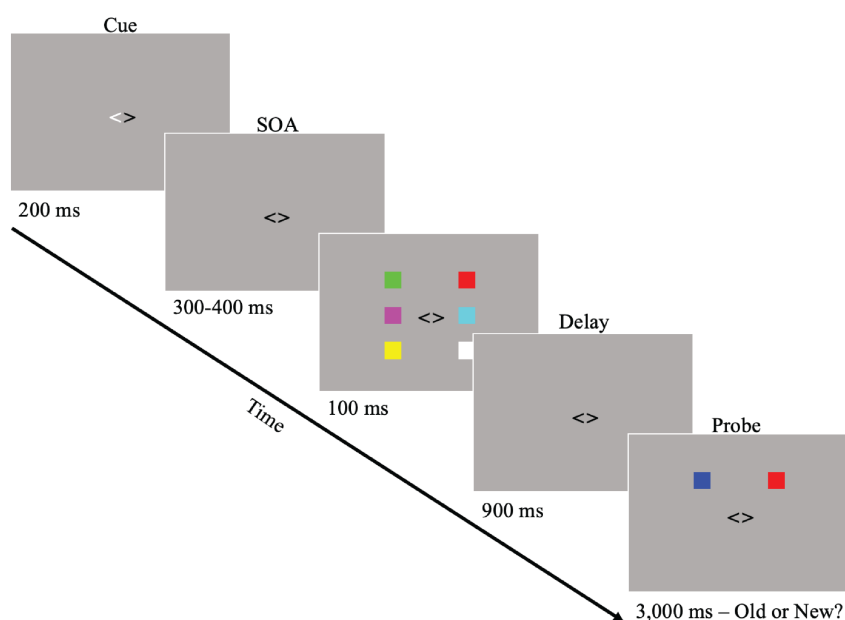 Cue
<>
200 ms
SOA
<>
300-400 ms
<>
100 ms
Delay
<>
900 ms
Probe
<>
3,000 ms – Old or New?
Time